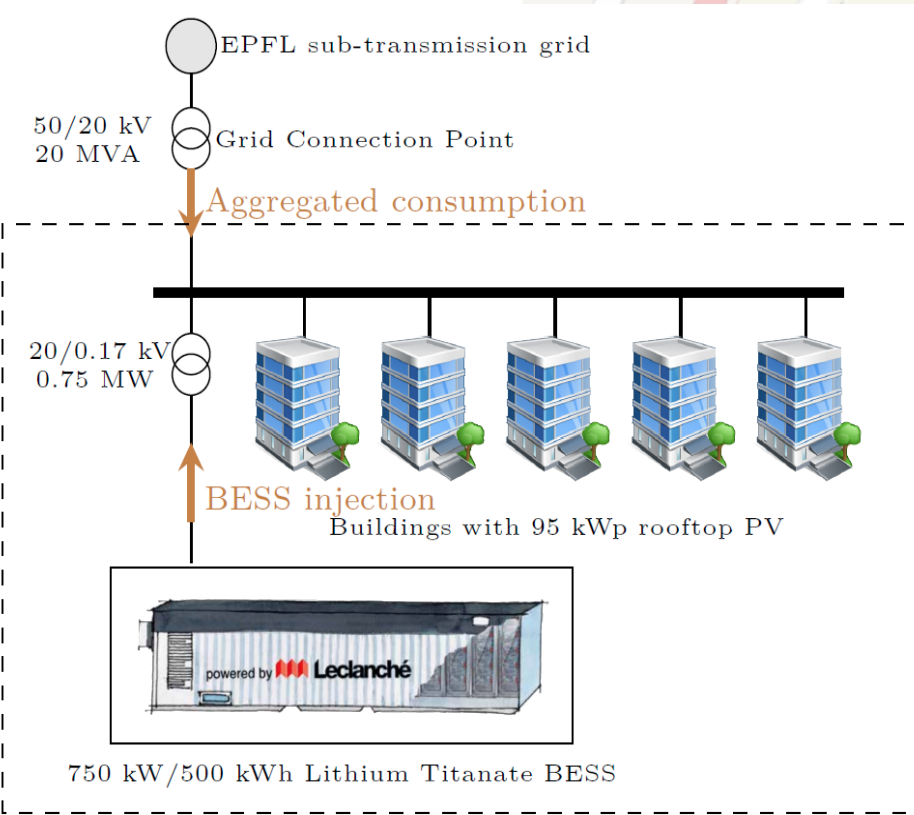 EPFL sub-transmission grid
50/20 kV
20 MVA
Grid Connection Point
Aggregated consumption
20/0.17 kV
0.75 MW
BESS injection
Buildings with 95 kWp rooftop PV
powered by Leclanché
750 kW/500 kWh Lithium Titanate BESS